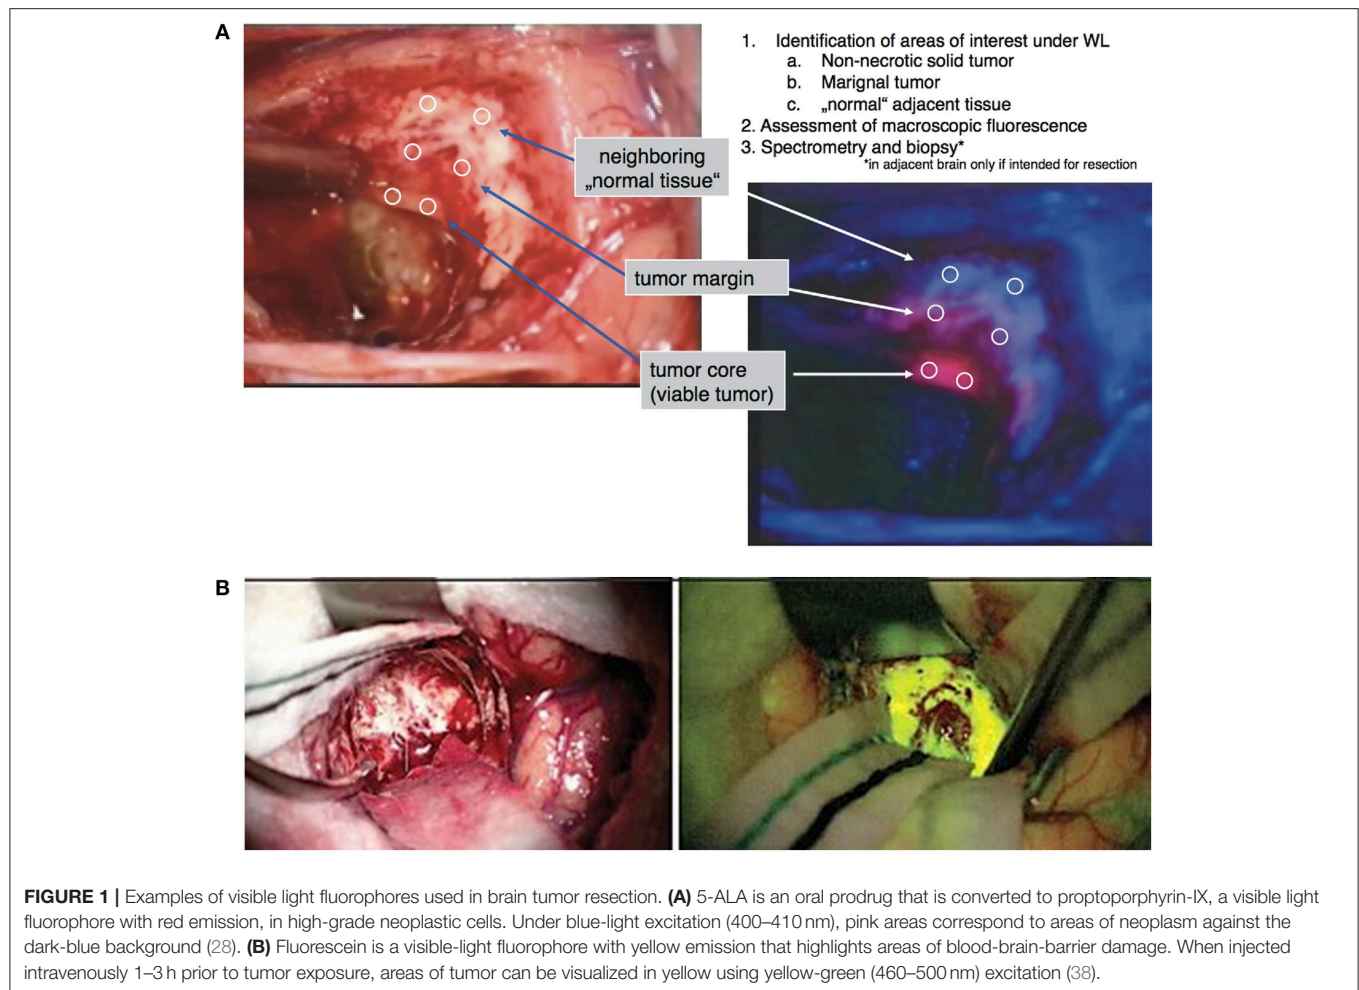 A
1. Identification of areas of interest under WL
a. Non-necrotic solid tumor
b. Marignal tumor
c. „normal“ adjacent tissue
2. Assessment of macroscopic fluorescence
3. Spectrometry and biopsy*
*in adjacent brain only if intended for resection
neighboring
„normal tissue“
tumor margin
tumor core
(viable tumor)
B
FIGURE 1 | Examples of visible light fluorophores used in brain tumor resection. (A) 5-ALA is an oral prodrug that is converted to proptoporphyrin-IX, a visible light
fluorophore with red emission, in high-grade neoplastic cells. Under blue-light excitation (400–410 nm), pink areas correspond to areas of neoplasm against the
dark-blue background (28). (B) Fluorescein is a visible-light fluorophore with yellow emission that highlights areas of blood-brain-barrier damage. When injected
intravenously 1–3 h prior to tumor exposure, areas of tumor can be visualized in yellow using yellow-green (460–500 nm) excitation (38).